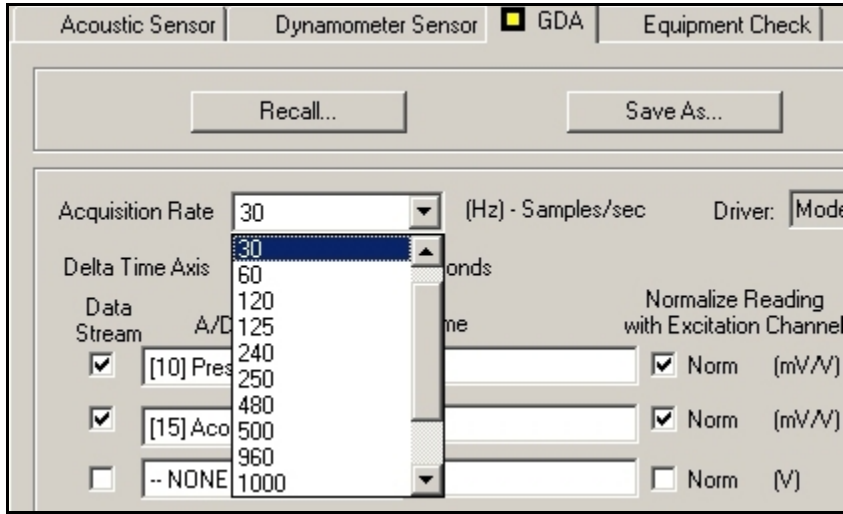 Acoustic Sensor Dynamometer Sensor GDA Equipment Check
Recall... Save As...
Acquisition Rate 30 (Hz) - Samples/sec Driver: Mode
30
Delta Time Axis onds
60
120
125
240
250
480
500
960
1000
Data Stream A/D me Normalize Reading with Excitation Channel
[10] Pres Norm (mV/V)
[15] Aco Norm (mV/V)
-- NONE Norm (V)